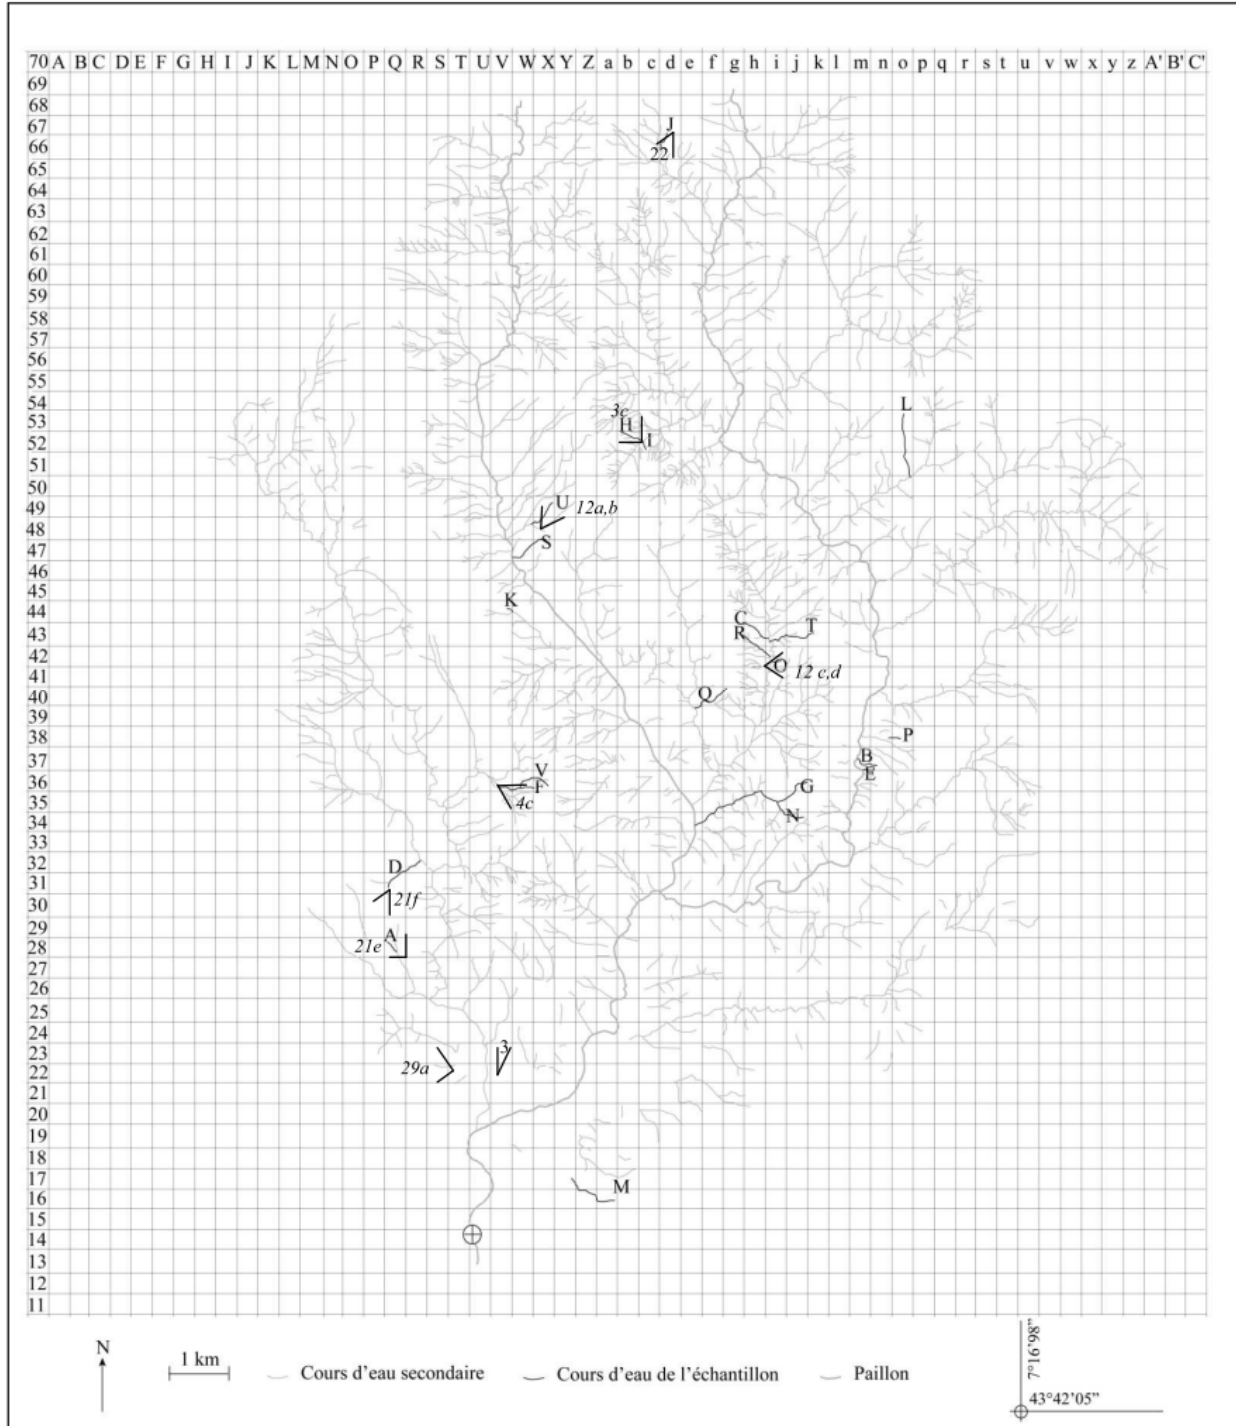 70 A B C D E F G H I J K L M N O P Q R S T U V W X Y Z a b c d e f g h i j k l m n o p q r s t u v w x y z A' B' C'
69
68
67 J
66 22
65
64
63
62
61
60
59
58
57
56
55
54 L
53 3c H
52 I
51
50
49 U 12a,b
48
47 S
46
45
44 K
43 C R T
42
41 O 12 c,d
40 Q
39
38 P
37 B
36 V E
35 F G 4c
34 N
33
32
31 D
30 21f
29
28 A 21e
27
26
25
24
23 3
22 29a
21
20
19
18
17
16 M
15
14
13
12
11
N
1 km
Cours d'eau secondaire
Cours d'eau de l'échantillon
Paillon
7°16'98"
43°42'05"